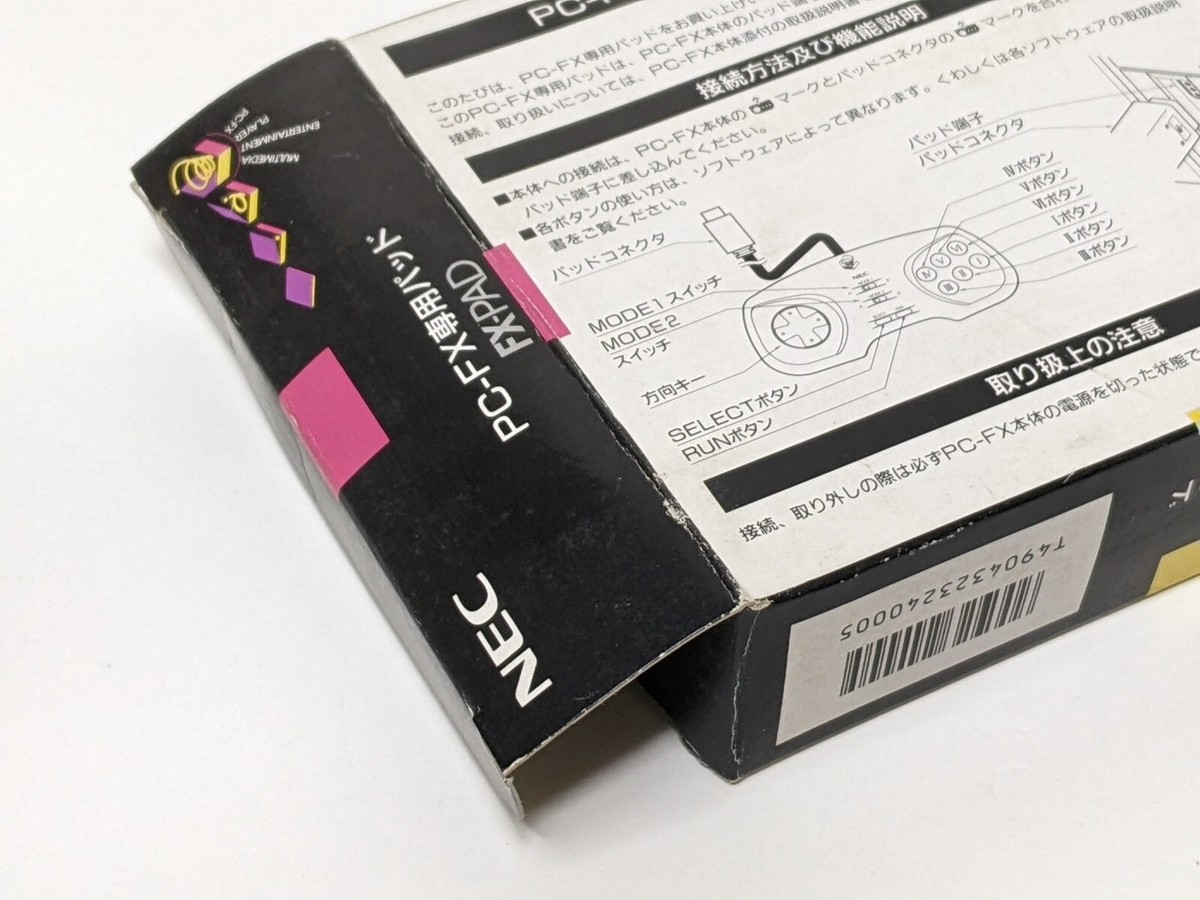 このたびは、PC-FX専用パッドをお買い上げい
このPC-FX専用パッドは、PC-FX本体のパッド端
接続、取り扱いについては、PC-FX本体添付の取扱説明書
接続方法及び機能説明
■本体への接続は、PC-FX本体の マークとパッドコネクタの マークを合わ
パッド端子に差し込んでください。
■各ボタンの使い方は、ソフトウェアによって異なります。くわしくは各ソフトウェアの取扱説明
書をご覧ください。
パッド端子
パッドコネクタ
パッドコネクタ
MODE1スイッチ
MODE2
スイッチ
方向キー
SELECTボタン
RUNボタン
Ⅳボタン
Ⅴボタン
Ⅵボタン
Ⅰボタン
Ⅱボタン
Ⅲボタン
NEC
Ⅳ Ⅴ Ⅵ
Ⅲ Ⅱ Ⅰ
取り扱上の注意
接続、取り外しの際は必ずPC-FX本体の電源を切った状態で
MULTIMEDIA
ENTERTAINMENT
PLAYER
PC-FX
PC-FX専用パッド
FX-PAD
NEC
T4904323240005